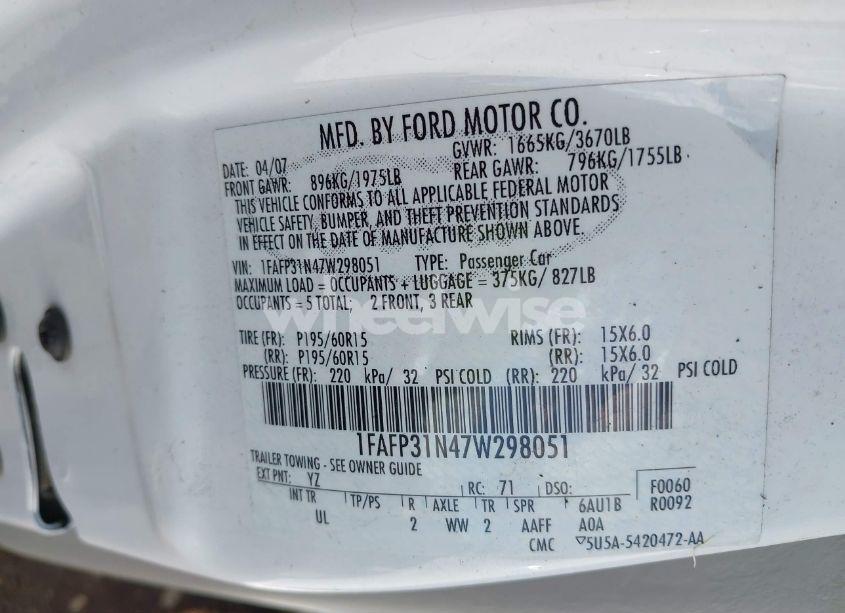 MFD. BY FORD MOTOR CO.
DATE: 04/07 GVWR: 1665KG/3670LB
FRONT GAWR: 896KG/1975LB REAR GAWR: 796KG/1755LB
THIS VEHICLE CONFORMS TO ALL APPLICABLE FEDERAL MOTOR
VEHICLE SAFETY, BUMPER, AND THEFT PREVENTION STANDARDS
IN EFFECT ON THE DATE OF MANUFACTURE SHOWN ABOVE.
VIN: 1FAFP31N47W298051 TYPE: Passenger Car
MAXIMUM LOAD = OCCUPANTS + LUGGAGE = 375KG/ 827LB
OCCUPANTS = 5 TOTAL; 2 FRONT, 3 REAR
wheelwise
TIRE (FR): P195/60R15 RIMS (FR): 15X6.0
(RR): P195/60R15 (RR): 15X6.0
PRESSURE (FR): 220 kPa/ 32 PSI COLD (RR): 220 kPa/ 32 PSI COLD
1FAFP31N47W298051
TRAILER TOWING - SEE OWNER GUIDE
EXT PNT: YZ RC: 71 DSO: F0060
INT TR TP/PS R AXLE TR SPR 6AU1B R0092
UL 2 WW 2 AAFF A0A
CMC 5U5A-5420472-AA